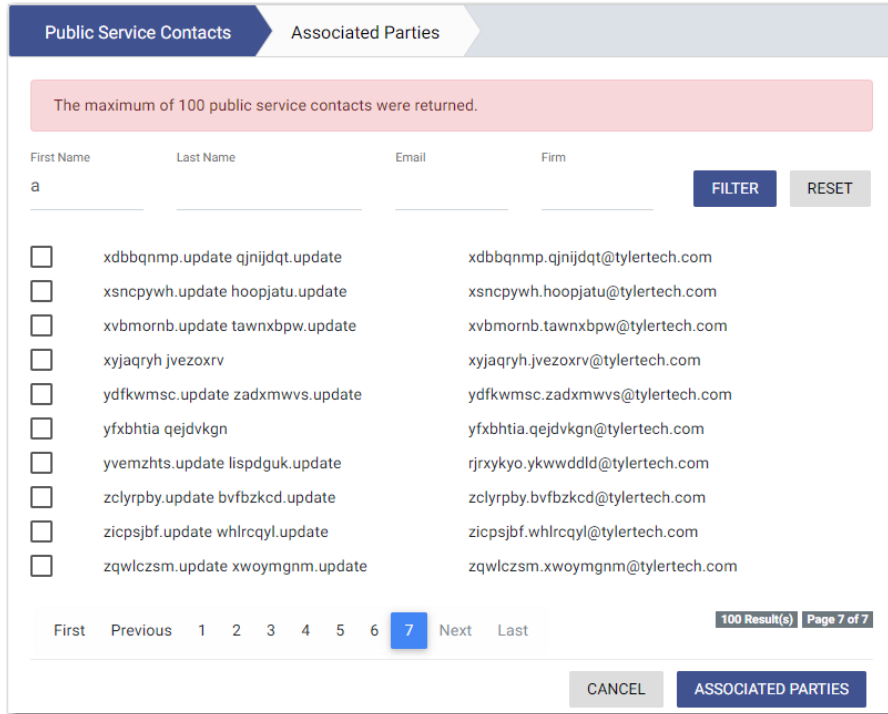 Public Service Contacts Associated Parties
The maximum of 100 public service contacts were returned.
First Name Last Name Email Firm
a FILTER RESET
xdbbqnmp.update qjnijdqt.update xdbbqnmp.qjnijdqt@tylertech.com
xsncpywh.update hoopjatu.update xsncpywh.hoopjatu@tylertech.com
xvbmornb.update tawnxbpw.update xvbmornb.tawnxbpw@tylertech.com
xyjaqryh jvezoxrv xyjaqryh.jvezoxrv@tylertech.com
ydfkwmsc.update zadxmwvs.update ydfkwmsc.zadxmwvs@tylertech.com
yfxbhtia qejdvkgn yfxbhtia.qejdvkgn@tylertech.com
yvemzhts.update lispdguk.update rjrxykyo.ykwwddld@tylertech.com
zclyrpby.update bvfbzkcd.update zclyrpby.bvfbzkcd@tylertech.com
zicpsjbf.update whlrcqyl.update zicpsjbf.whlrcqyl@tylertech.com
zqwlczsm.update xwoymgnm.update zqwlczsm.xwoymgnm@tylertech.com
First Previous 1 2 3 4 5 6 7 Next Last 100 Result(s) Page 7 of 7
CANCEL ASSOCIATED PARTIES